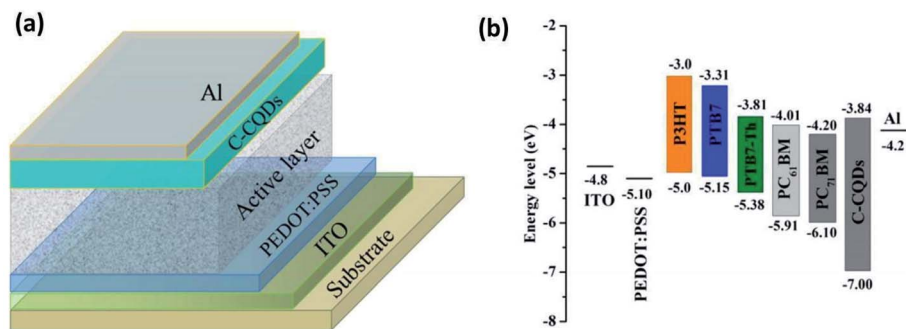 (a)
Al
C-CQDs
Active layer
PEDOT:PSS
ITO
Substrate
(b)
Energy level (eV)
-2
-3
-4
-5
-6
-7
-8
-4.8
ITO
-5.10
PEDOT:PSS
-3.0
P3HT
-5.0
-3.31
PTB7
-5.15
-3.81
PTB7-Th
-5.38
-4.01
PC61BM
-5.91
-4.20
PC71BM
-6.10
-3.84
C-CQDs
-7.00
Al
-4.2